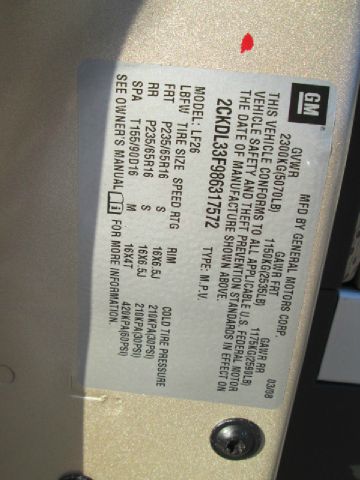 GM
MFD BY GENERAL MOTORS CORP. 03/08
GVWR GAWR FRT GAWR RR
2300KG(5070LB) 1150KG(2535LB) 1175KG(2590LB)
THIS VEHICLE CONFORMS TO ALL APPLICABLE U.S. FEDERAL MOTOR
VEHICLE SAFETY AND THEFT PREVENTION STANDARDS IN EFFECT ON
THE DATE OF MANUFACTURE SHOWN ABOVE.
2CKDL33F986317572 TYPE: M.P.V.
MODEL: LF26
LBFW TIRE SIZE SPEED RTG RIM COLD TIRE PRESSURE
FRT P235/65R16 S 16X6.5J 210KPA(30PSI)
RR P235/65R16 S 16X6.5J 210KPA(30PSI)
SPA T155/90D16 M 16X4T 420KPA(60PSI)
SEE OWNER'S MANUAL FOR MORE INFORMATION.